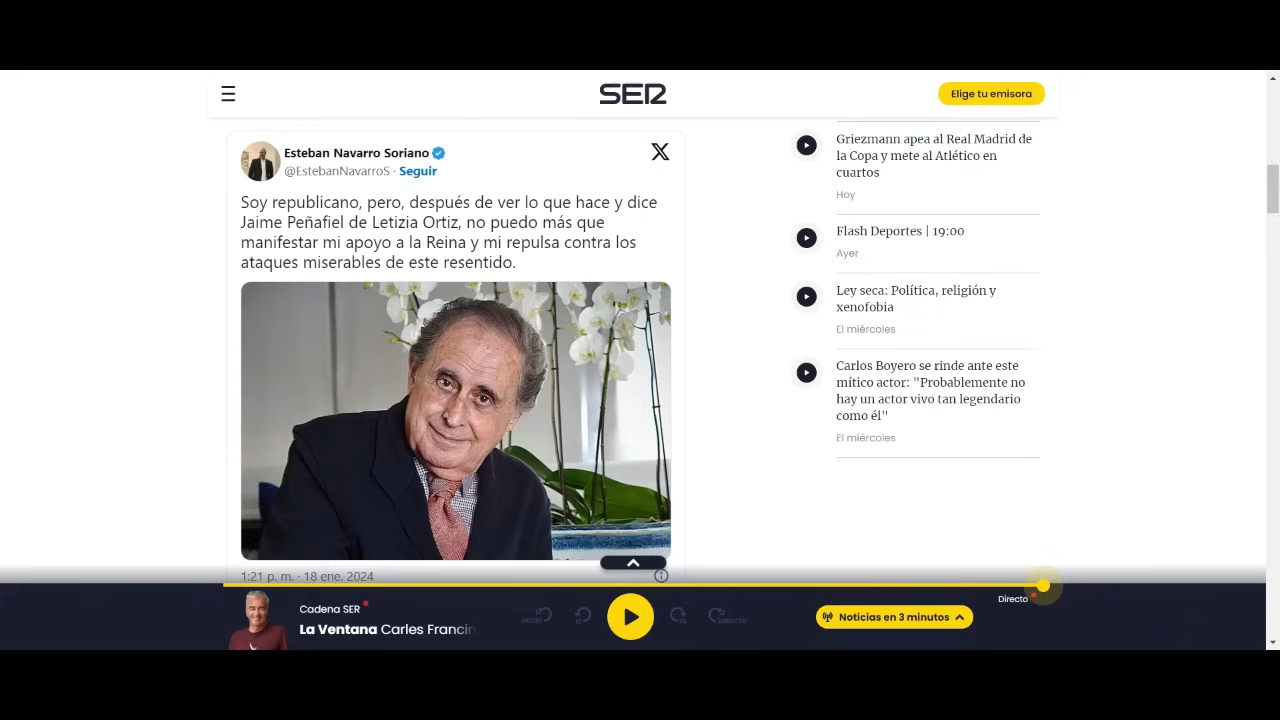 SER
Elige tu emisora
Esteban Navarro Soriano
@EstebanNavarroS · Seguir
Soy republicano, pero, después de ver lo que hace y dice
Jaime Peñafiel de Letizia Ortiz, no puedo más que
manifestar mi apoyo a la Reina y mi repulsa contra los
ataques miserables de este resentido.
1:21 p. m. · 18 ene. 2024
Griezmann apea al Real Madrid de
la Copa y mete al Atlético en
cuartos
Hoy
Flash Deportes | 19:00
Ayer
Ley seca: Política, religión y
xenofobia
El miércoles
Carlos Boyero se rinde ante este
mítico actor: "Probablemente no
hay un actor vivo tan legendario
como él"
El miércoles
Directo
Cadena SER
La Ventana Carles Francin
INICIO
15
15
DIRECTO
Noticias en 3 minutos